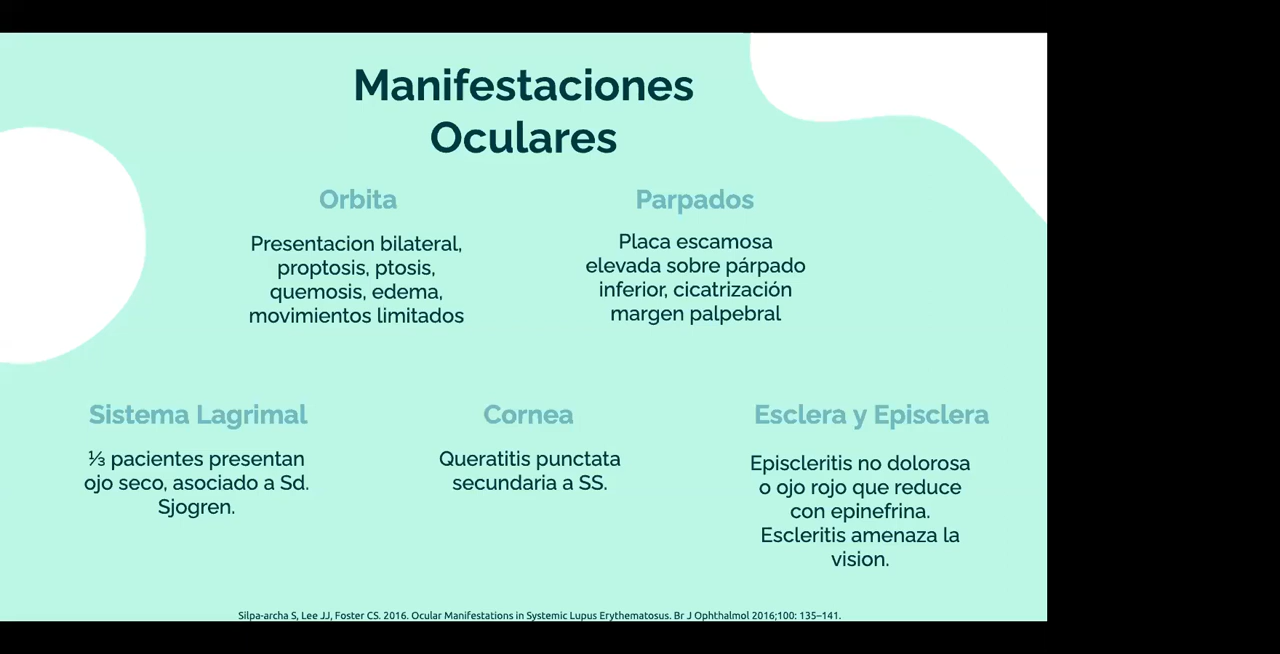 Manifestaciones
Oculares
Orbita
Presentacion bilateral,
proptosis, ptosis,
quemosis, edema,
movimientos limitados
Parpados
Placa escamosa
elevada sobre párpado
inferior, cicatrización
margen palpebral
Sistema Lagrimal
⅓ pacientes presentan
ojo seco, asociado a Sd.
Sjogren.
Cornea
Queratitis punctata
secundaria a SS.
Esclera y Episclera
Episcleritis no dolorosa
o ojo rojo que reduce
con epinefrina.
Escleritis amenaza la
vision.
Silpa-archa S, Lee JJ, Foster CS. 2016. Ocular Manifestations in Systemic Lupus Erythematosus. Br J Ophthalmol 2016;100: 135–141.